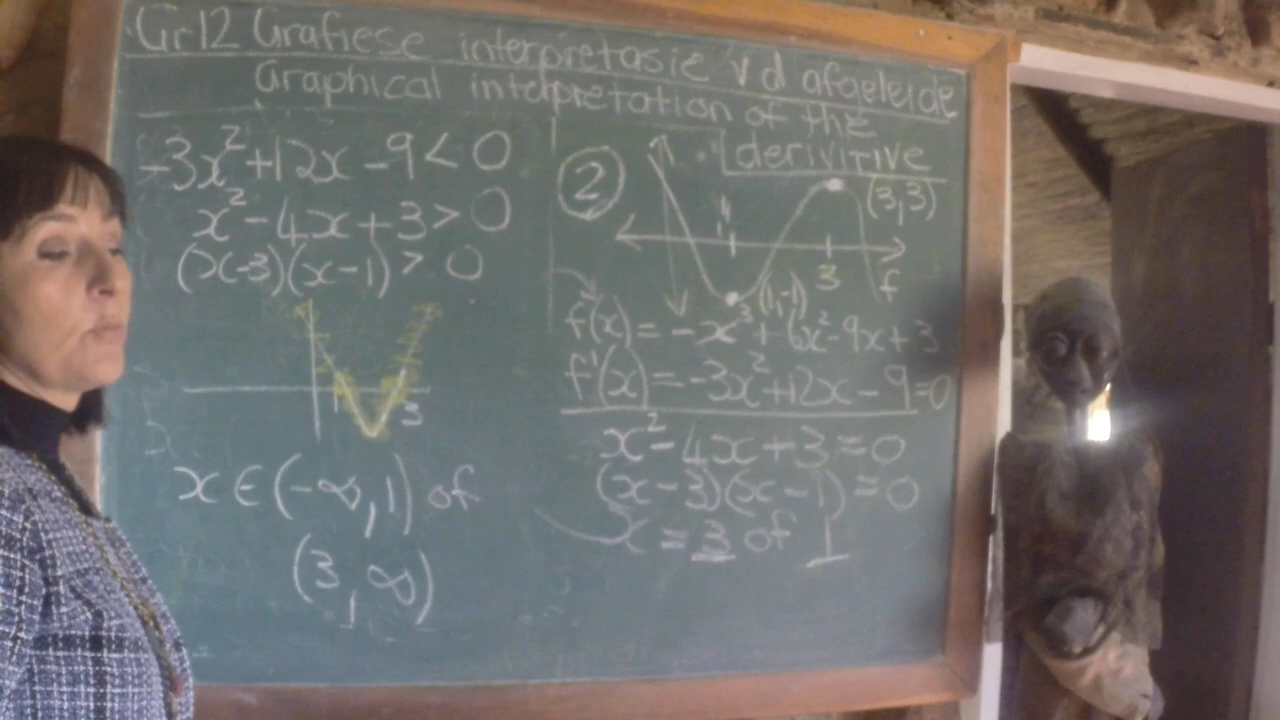 Gr12 Grafiese interpretasie v d afgeleide
Graphical interpretation of the
derivitive
-3x²+12x-9<0
x²-4x+3>0
(x-3)(x-1)>0
1
3
x∈(-∞,1) of
(3,∞)
2
(3,3)
1
3
f
(1,-1)
f(x)=-x³+6x²-9x+3
f'(x)=-3x²+12x-9=0
x²-4x+3=0
(x-3)(x-1)=0
x=3 of 1